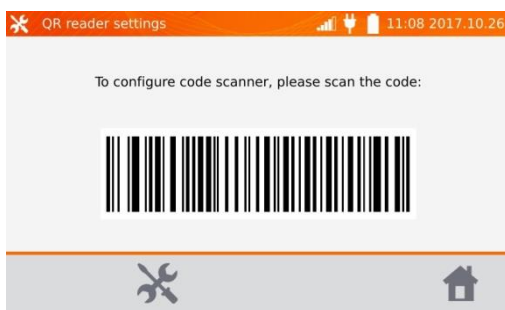 QR reader settings
11:08 2017.10.26
To configure code scanner, please scan the code: